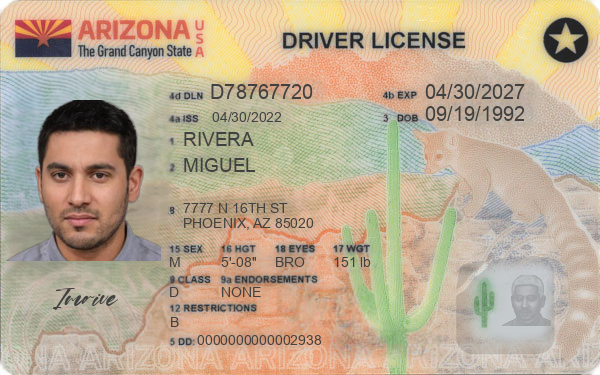 ARIZONA USA
The Grand Canyon State
DRIVER LICENSE
4d DLN D78767720 4b EXP 04/30/2027
4a ISS 04/30/2022 3 DOB 09/19/1992
1 RIVERA
2 MIGUEL
8 7777 N 16TH ST
PHOENIX, AZ 85020
15 SEX 16 HGT 18 EYES 17 WGT
M 5'-08" BRO 151 lb
9 CLASS 9a ENDORSEMENTS
D NONE
12 RESTRICTIONS
B
5 DD: 0000000000002938
ARIZONA ARIZONA ARIZONA ARIZONA